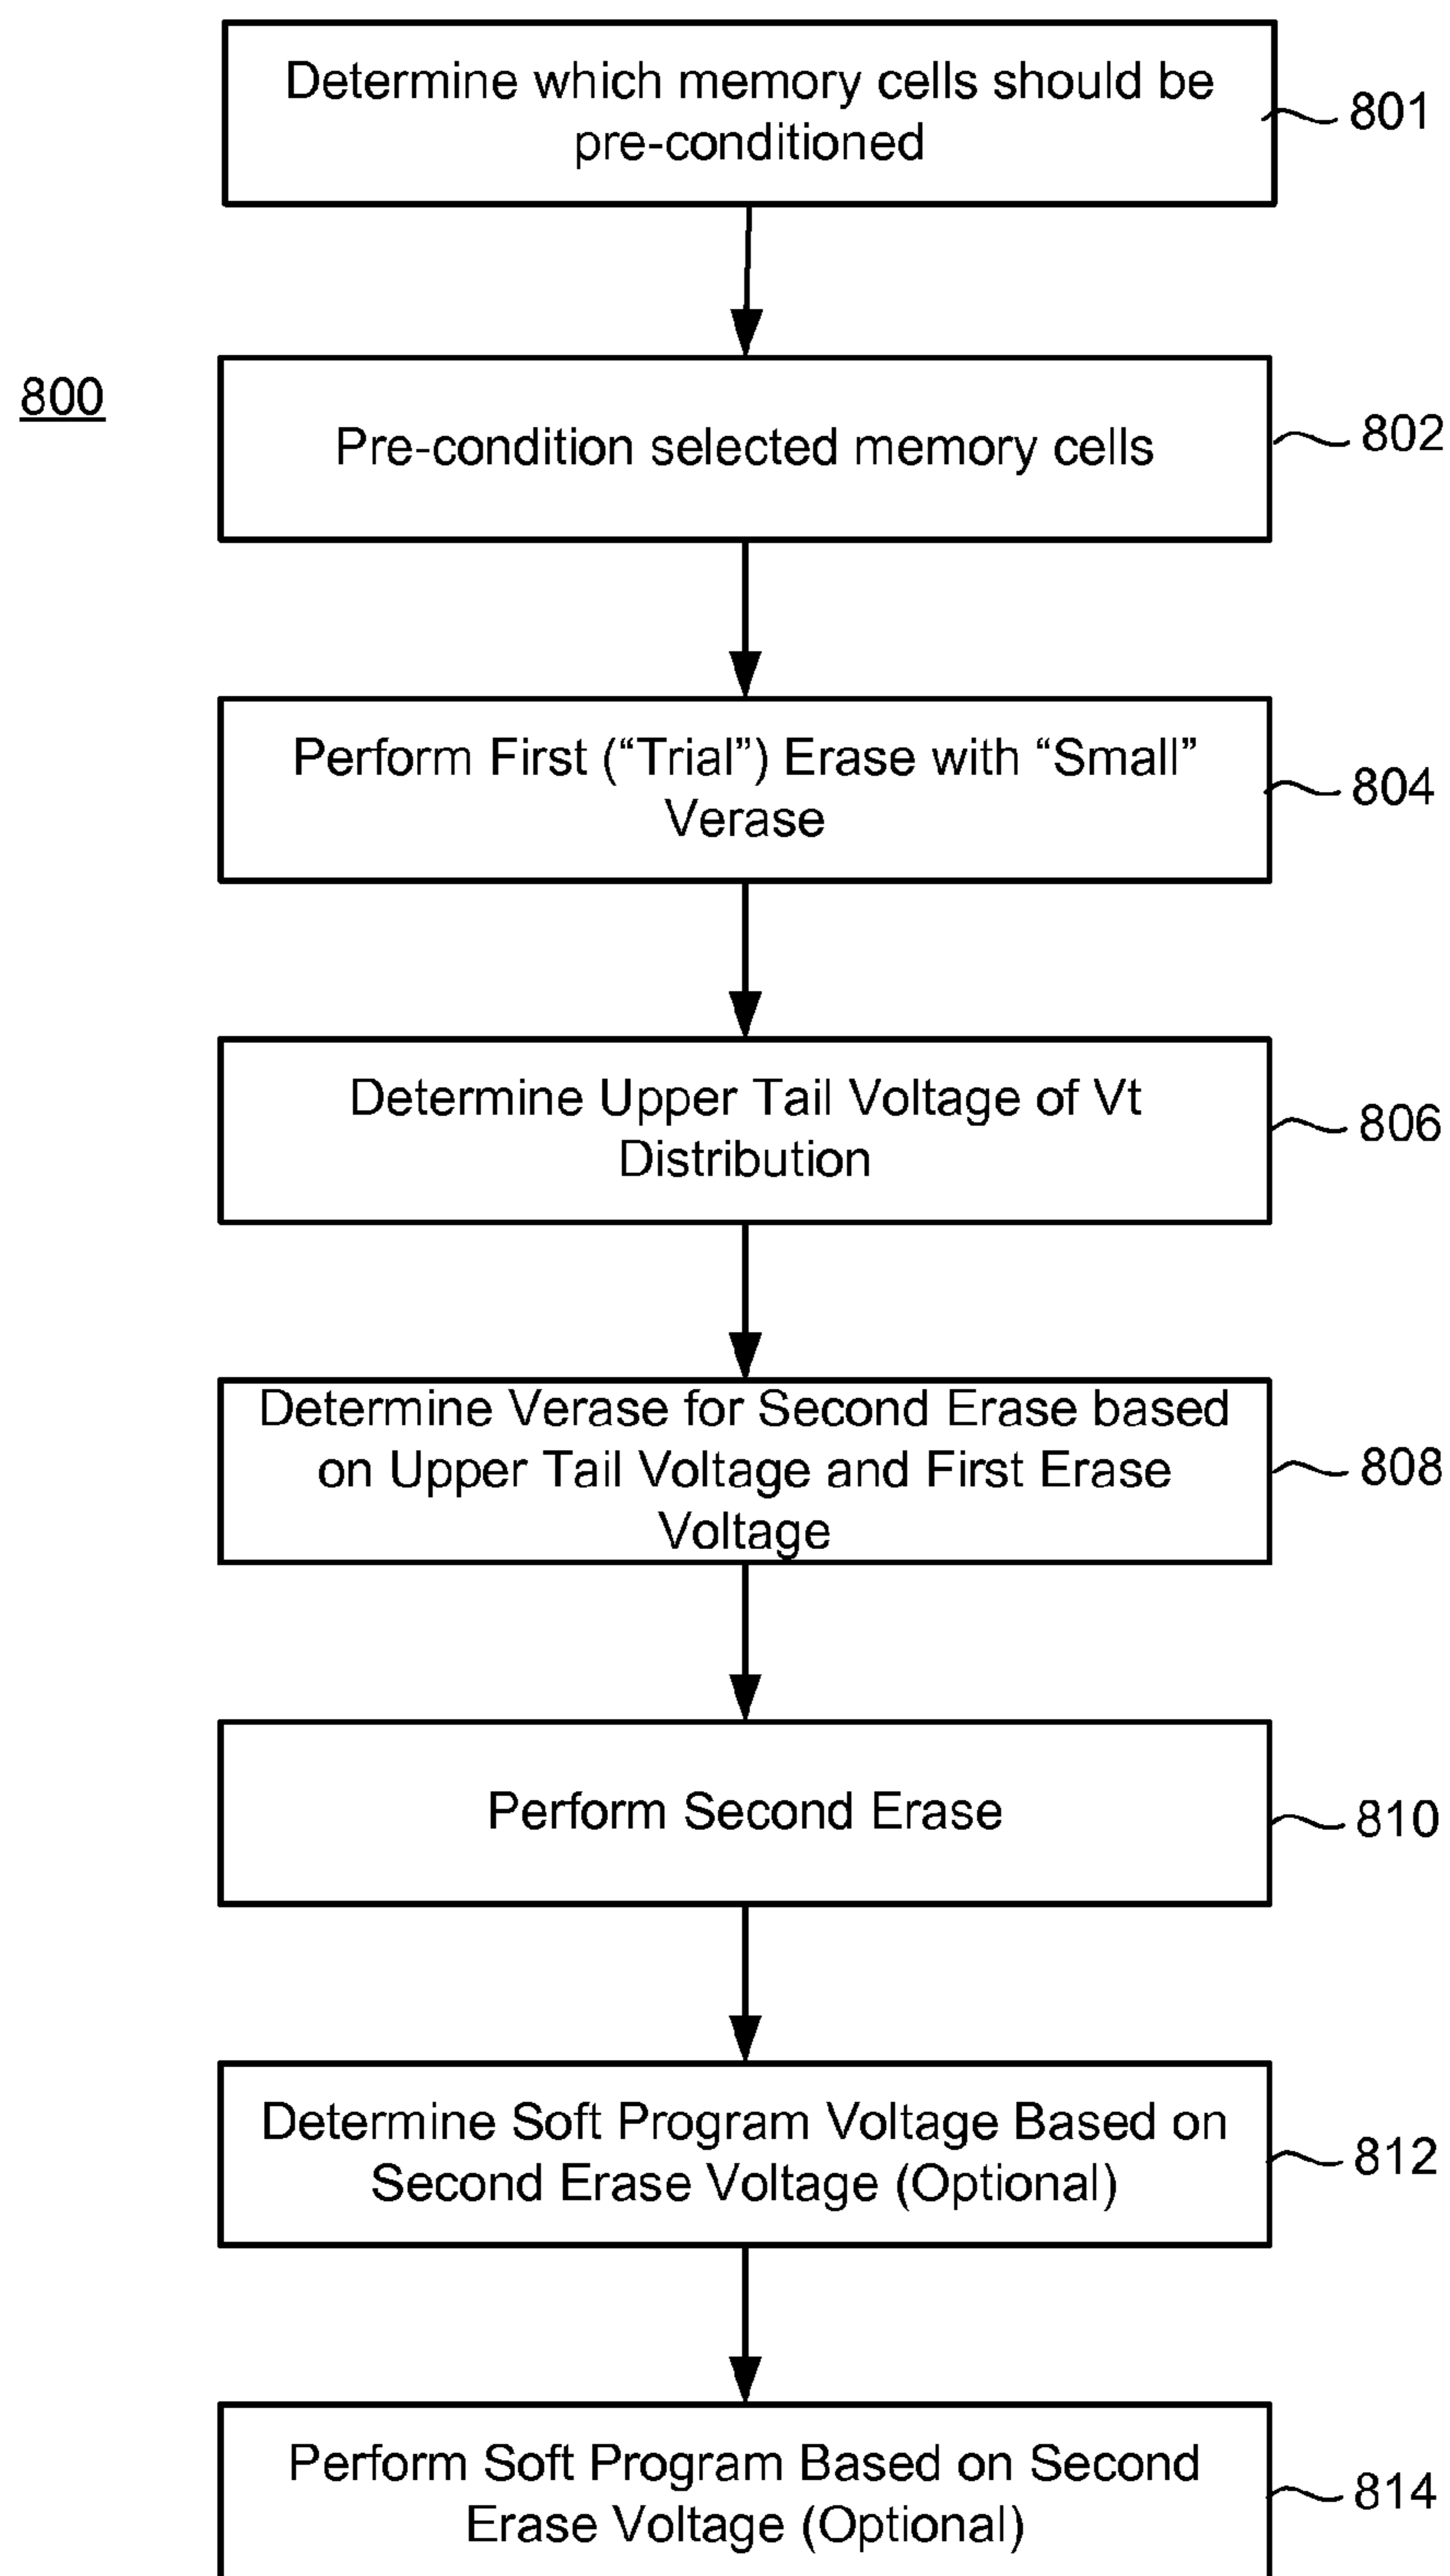 Determine which memory cells should be
pre-conditioned
801
800
Pre-condition selected memory cells
802
Perform First (“Trial”) Erase with “Small”
Verase
804
Determine Upper Tail Voltage of Vt
Distribution
806
Determine Verase for Second Erase based
on Upper Tail Voltage and First Erase
Voltage
808
Perform Second Erase
810
Determine Soft Program Voltage Based on
Second Erase Voltage (Optional)
812
Perform Soft Program Based on Second
Erase Voltage (Optional)
814